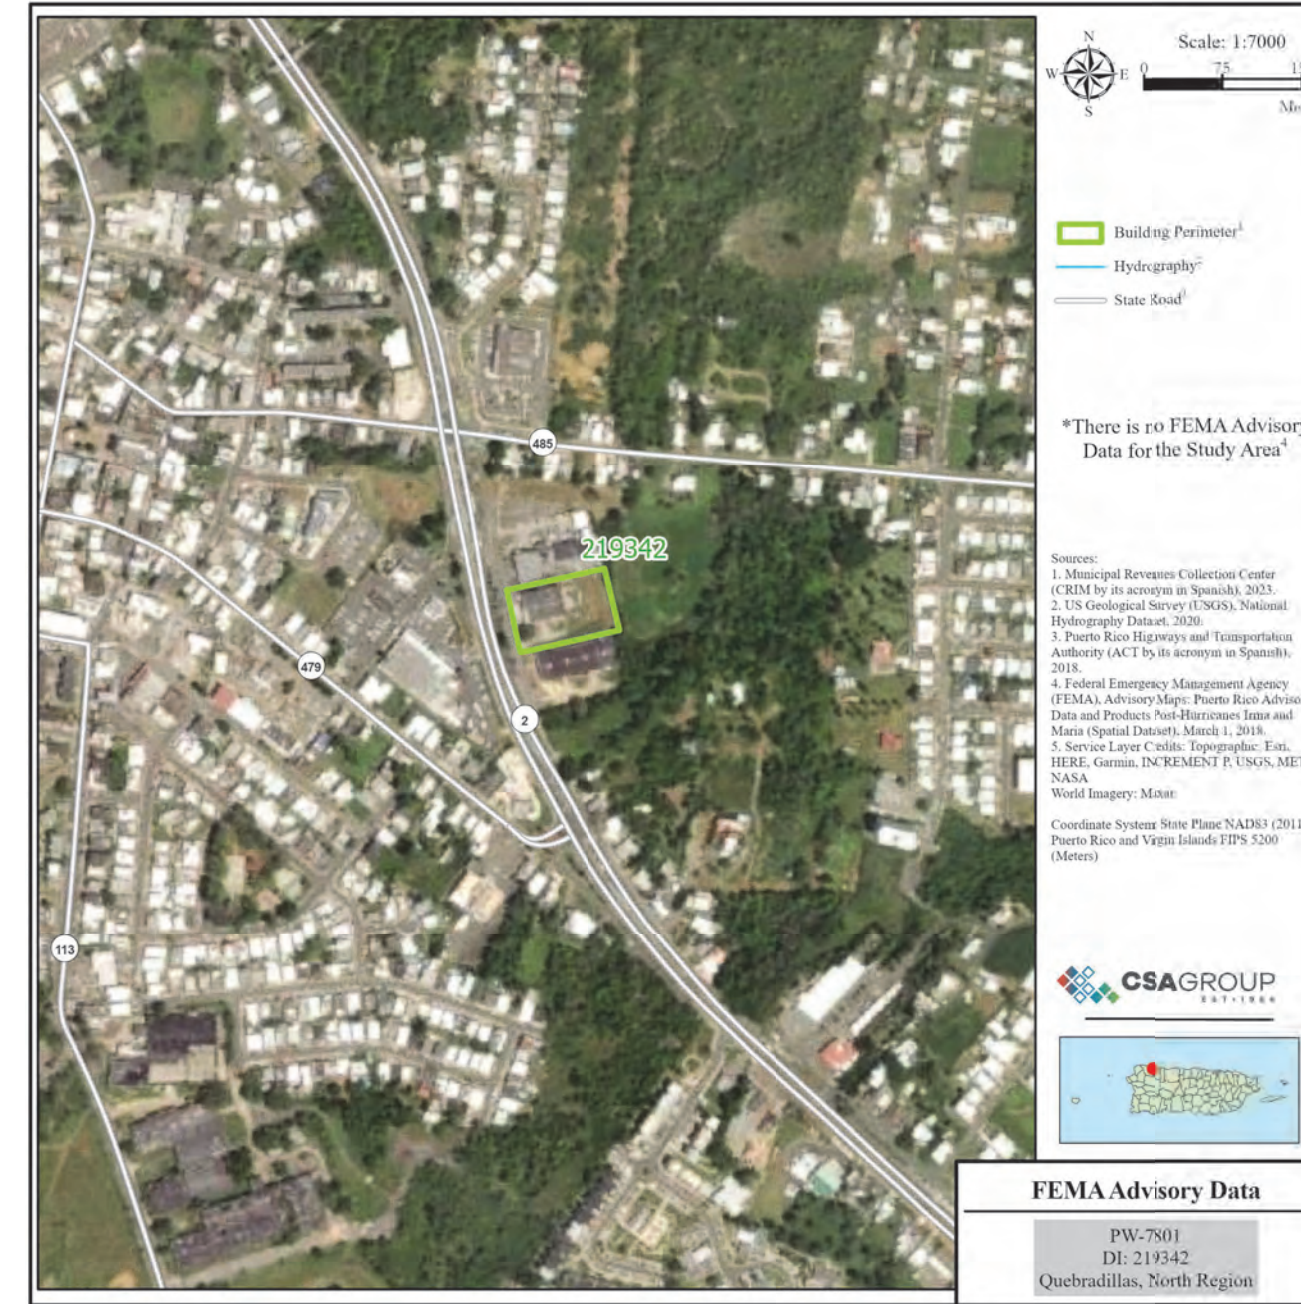 N
W
E
S
Scale: 1:7000
0
75
Building Perimeter1
Hydrography2
State Road3
*There is no FEMA Advisory
Data for the Study Area4
485
219342
479
2
113
Sources:
1. Municipal Revenues Collection Center
(CRIM by its acronym in Spanish), 2023.
2. US Geological Survey (USGS), National
Hydrography Dataset, 2020.
3. Puerto Rico Highways and Transportation
Authority (ACT by its acronym in Spanish),
2018.
4. Federal Emergency Management Agency
(FEMA), Advisory Maps: Puerto Rico Adviso
Data and Products Post-Hurricanes Irma and
Maria (Spatial Dataset), March 1, 2018.
5. Service Layer Credits: Topographic: Esri,
HERE, Garmin, INCREMENT P, USGS, MET
NASA
World Imagery: Maxar
Coordinate System: State Plane NAD83 (2011
Puerto Rico and Virgin Islands FIPS 5200
(Meters)
CSAGROUP
EST·1956
FEMA Advisory Data
PW-7801
DI: 219342
Quebradillas, North Region